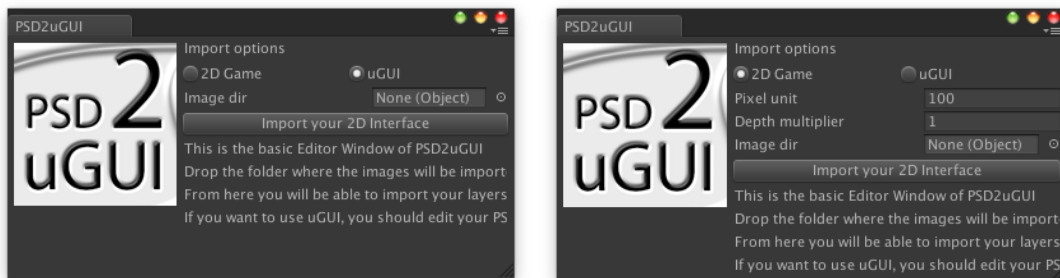 PSD2uGUI
PSD 2
uGUI
Import options
2D Game
uGUI
Image dir
None (Object)
Import your 2D Interface
This is the basic Editor Window of PSD2uGUI
Drop the folder where the images will be import
From here you will be able to import your layers
If you want to use uGUI, you should edit your PS
PSD2uGUI
PSD 2
uGUI
Import options
2D Game
uGUI
Pixel unit
100
Depth multiplier
1
Image dir
None (Object)
Import your 2D Interface
This is the basic Editor Window of PSD2uGUI
Drop the folder where the images will be import
From here you will be able to import your layers
If you want to use uGUI, you should edit your PS